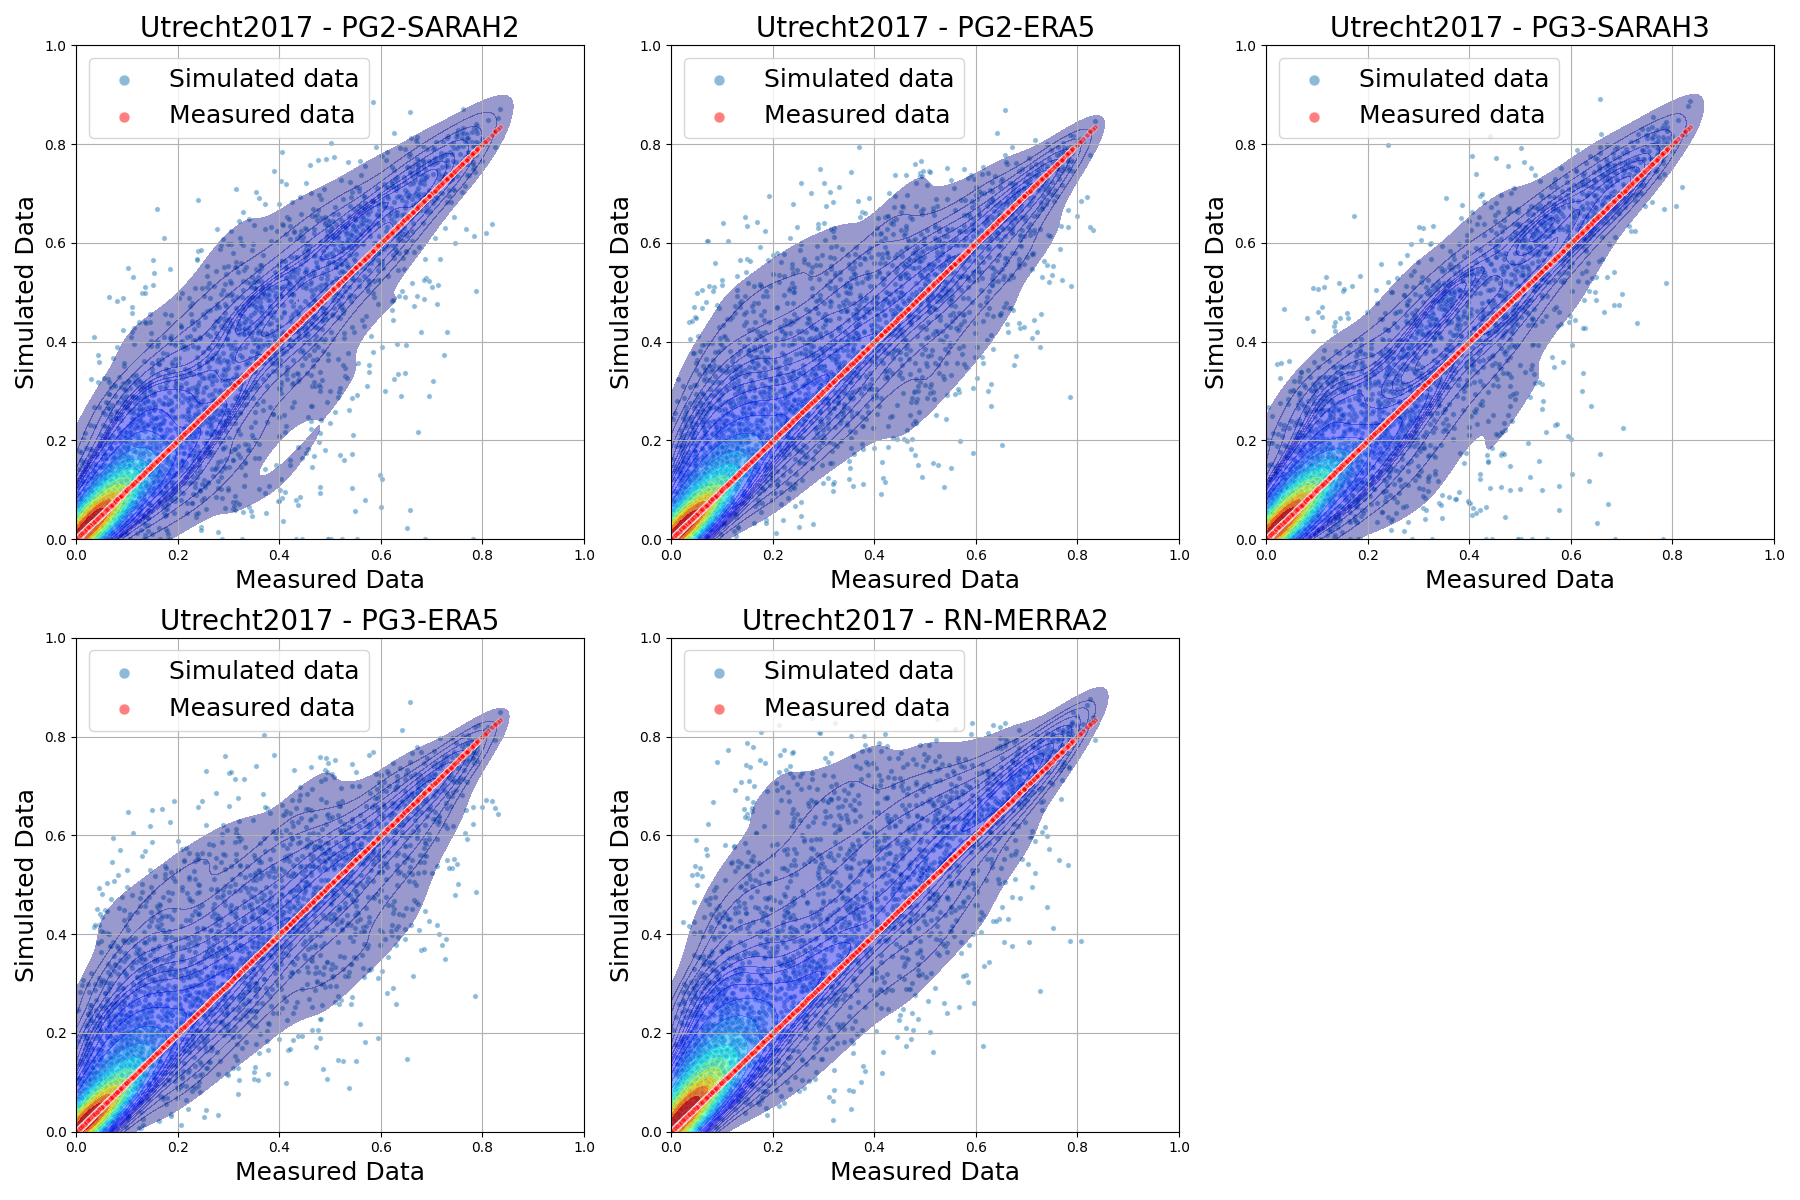 Utrecht2017 - PG2-SARAH2
1.0
0.8
0.6
0.4
0.2
0.0
Simulated Data
Simulated data
Measured data
0.0 0.2 0.4 0.6 0.8 1.0
Measured Data
Utrecht2017 - PG2-ERA5
1.0
0.8
0.6
0.4
0.2
0.0
Simulated Data
Simulated data
Measured data
0.0 0.2 0.4 0.6 0.8 1.0
Measured Data
Utrecht2017 - PG3-SARAH3
1.0
0.8
0.6
0.4
0.2
0.0
Simulated Data
Simulated data
Measured data
0.0 0.2 0.4 0.6 0.8 1.0
Measured Data
Utrecht2017 - PG3-ERA5
1.0
0.8
0.6
0.4
0.2
0.0
Simulated Data
Simulated data
Measured data
0.0 0.2 0.4 0.6 0.8 1.0
Measured Data
Utrecht2017 - RN-MERRA2
1.0
0.8
0.6
0.4
0.2
0.0
Simulated Data
Simulated data
Measured data
0.0 0.2 0.4 0.6 0.8 1.0
Measured Data